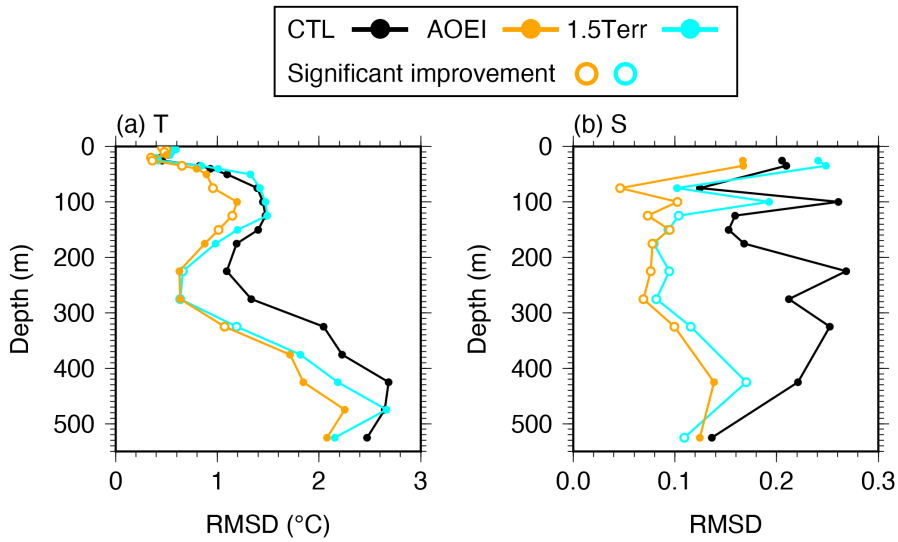 CTL AOEI 1.5Terr
Significant improvement
(a) T
(b) S
0
100
200
300
400
500
Depth (m)
0 1 2 3
RMSD (°C)
0
100
200
300
400
500
Depth (m)
0.0 0.1 0.2 0.3
RMSD